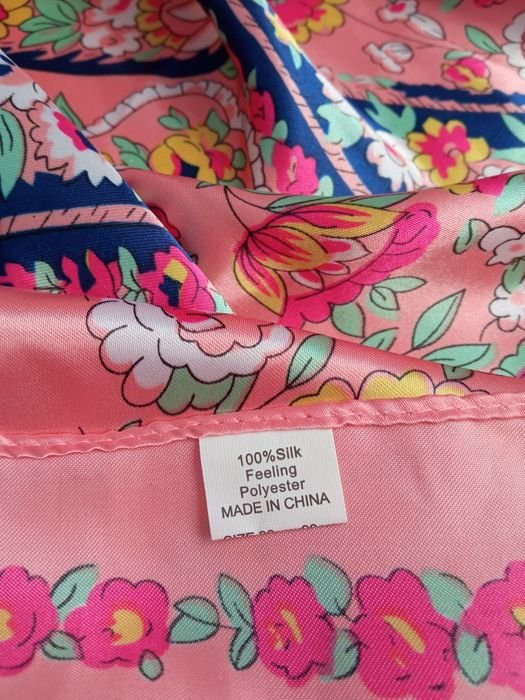 100%Silk
Feeling
Polyester
MADE IN CHINA